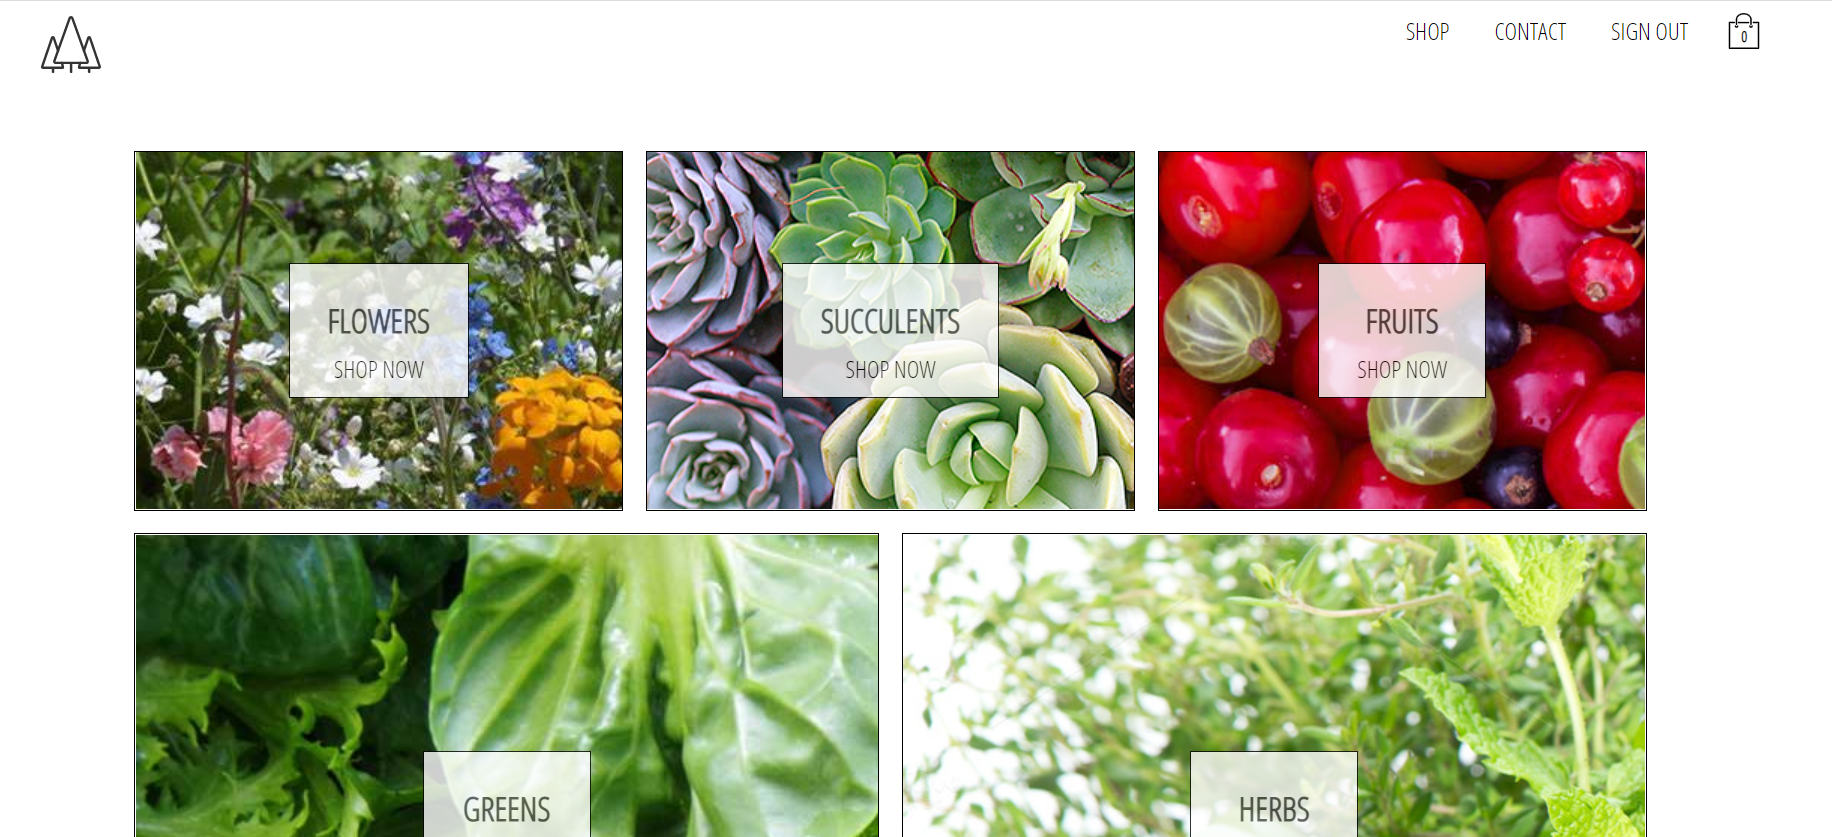 SHOP
CONTACT
SIGN OUT
0
FLOWERS
SHOP NOW
SUCCULENTS
SHOP NOW
FRUITS
SHOP NOW
GREENS
HERBS